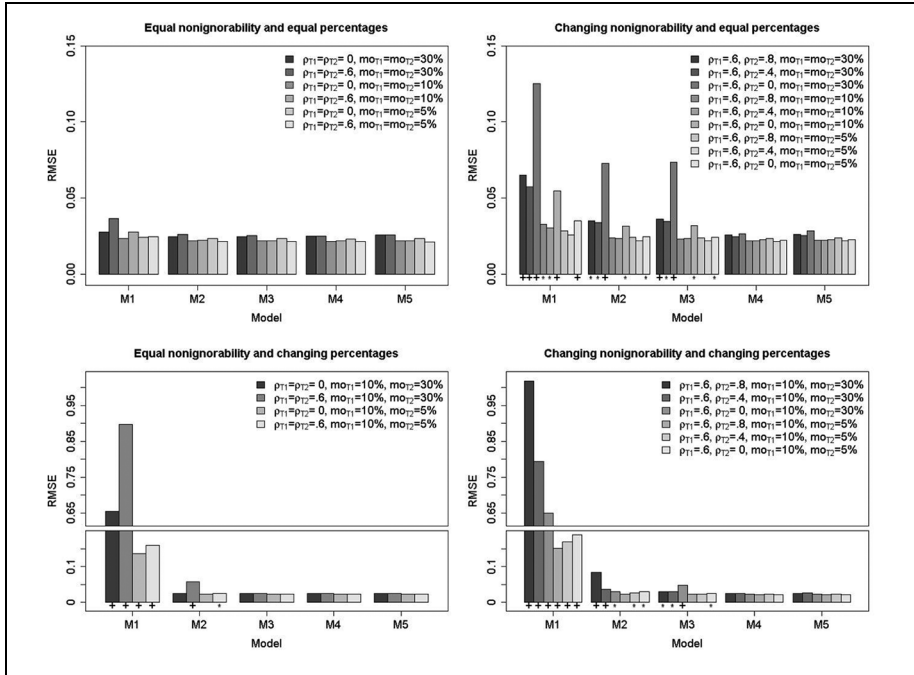 Equal nonignorability and equal percentages
RMSE
0.15
0.10
0.05
0.00
ρT1=ρT2= 0, moT1=moT2=30%
ρT1=ρT2=.6, moT1=moT2=30%
ρT1=ρT2= 0, moT1=moT2=10%
ρT1=ρT2=.6, moT1=moT2=10%
ρT1=ρT2= 0, moT1=moT2=5%
ρT1=ρT2=.6, moT1=moT2=5%
M1 M2 M3 M4 M5
Model
Changing nonignorability and equal percentages
RMSE
0.15
0.10
0.05
0.00
ρT1=.6, ρT2=.8, moT1=moT2=30%
ρT1=.6, ρT2=.4, moT1=moT2=30%
ρT1=.6, ρT2= 0, moT1=moT2=30%
ρT1=.6, ρT2=.8, moT1=moT2=10%
ρT1=.6, ρT2=.4, moT1=moT2=10%
ρT1=.6, ρT2= 0, moT1=moT2=10%
ρT1=.6, ρT2=.8, moT1=moT2=5%
ρT1=.6, ρT2=.4, moT1=moT2=5%
ρT1=.6, ρT2= 0, moT1=moT2=5%
+++**+ +
**+ * *
+*+ * *
M1 M2 M3 M4 M5
Model
Equal nonignorability and changing percentages
RMSE
0.95
0.85
0.75
0.65
0.1
0
ρT1=ρT2= 0, moT1=10%, moT2=30%
ρT1=ρT2=.6, moT1=10%, moT2=30%
ρT1=ρT2= 0, moT1=10%, moT2=5%
ρT1=ρT2=.6, moT1=10%, moT2=5%
+ + + +
+ *
M1 M2 M3 M4 M5
Model
Changing nonignorability and changing percentages
RMSE
0.95
0.85
0.75
0.65
0.1
0
ρT1=.6, ρT2=.8, moT1=10%, moT2=30%
ρT1=.6, ρT2=.4, moT1=10%, moT2=30%
ρT1=.6, ρT2= 0, moT1=10%, moT2=30%
ρT1=.6, ρT2=.8, moT1=10%, moT2=5%
ρT1=.6, ρT2=.4, moT1=10%, moT2=5%
ρT1=.6, ρT2= 0, moT1=10%, moT2=5%
++++++
++* **
**+ *
M1 M2 M3 M4 M5
Model